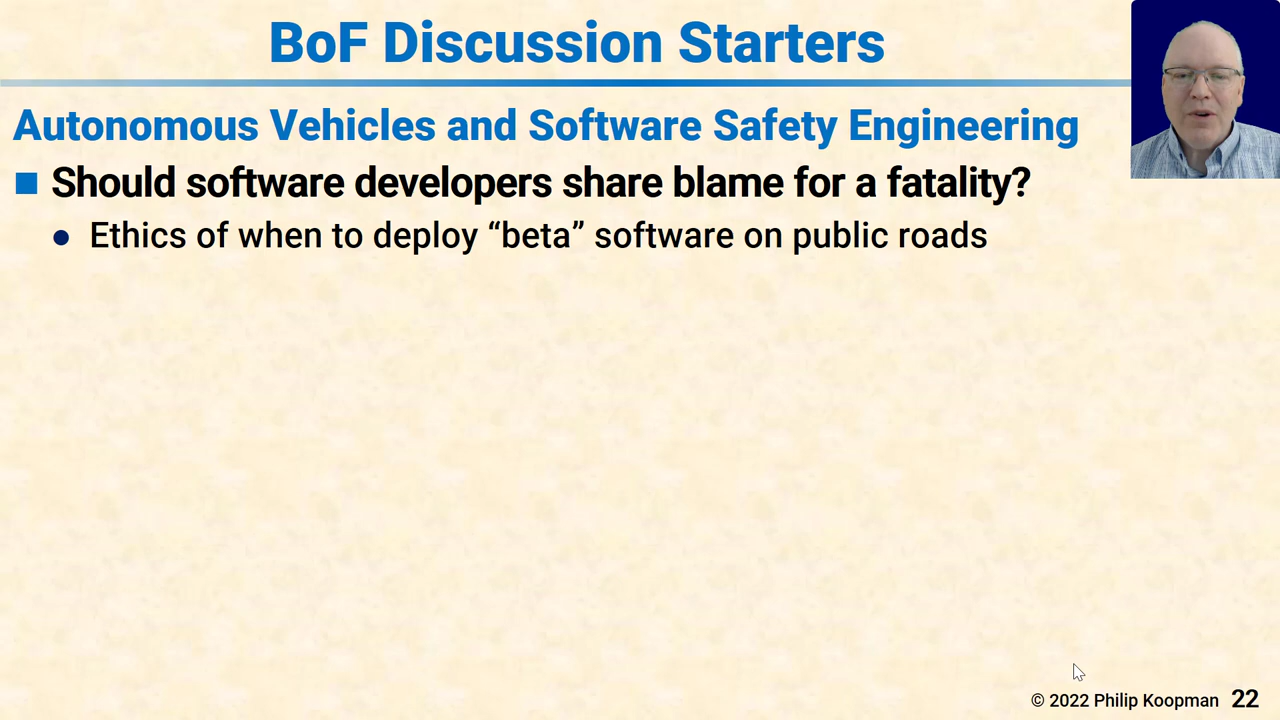 BoF Discussion Starters
Autonomous Vehicles and Software Safety Engineering
Should software developers share blame for a fatality?
Ethics of when to deploy “beta” software on public roads
© 2022 Philip Koopman 22